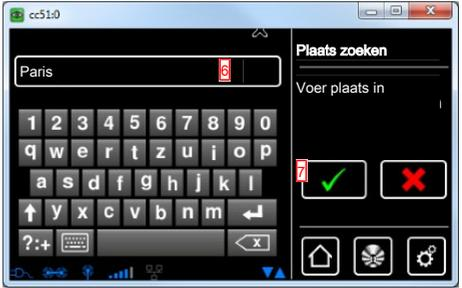 cc51:0
Paris
6
Plaats zoeken
Voer plaats in
1 2 3 4 5 6 7 8 9 0
q w e r t z u i o p
a s d f g h j k l
y x c v b n m
?:+
x
7